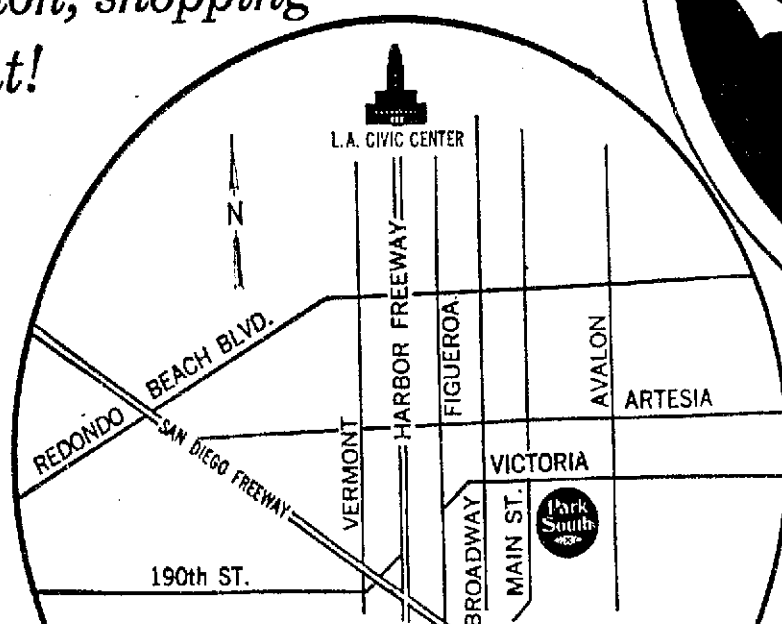 shopping
L.A. CIVIC CENTER
N
REDONDO BEACH BLVD.
HARBOR FREEWAY
FIGUEROA
AVALON
ARTESIA
SAN DIEGO FREEWAY
VERMONT
VICTORIA
BROADWAY
MAIN ST.
Park
South
190th ST.